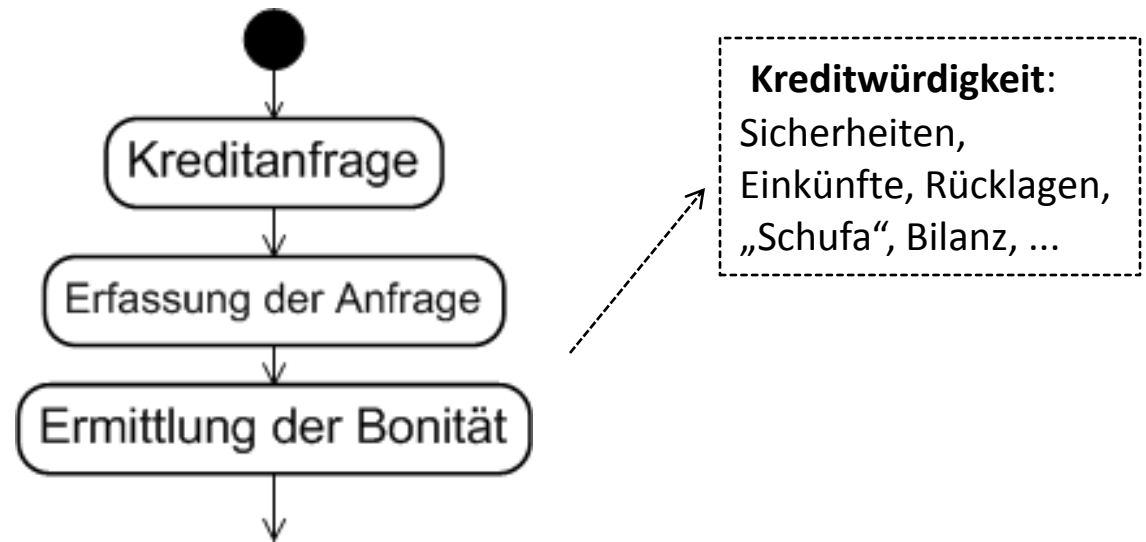 Kreditanfrage
Erfassung der Anfrage
Ermittlung der Bonität
Kreditwürdigkeit:
Sicherheiten,
Einkünfte, Rücklagen,
„Schufa“, Bilanz, ...